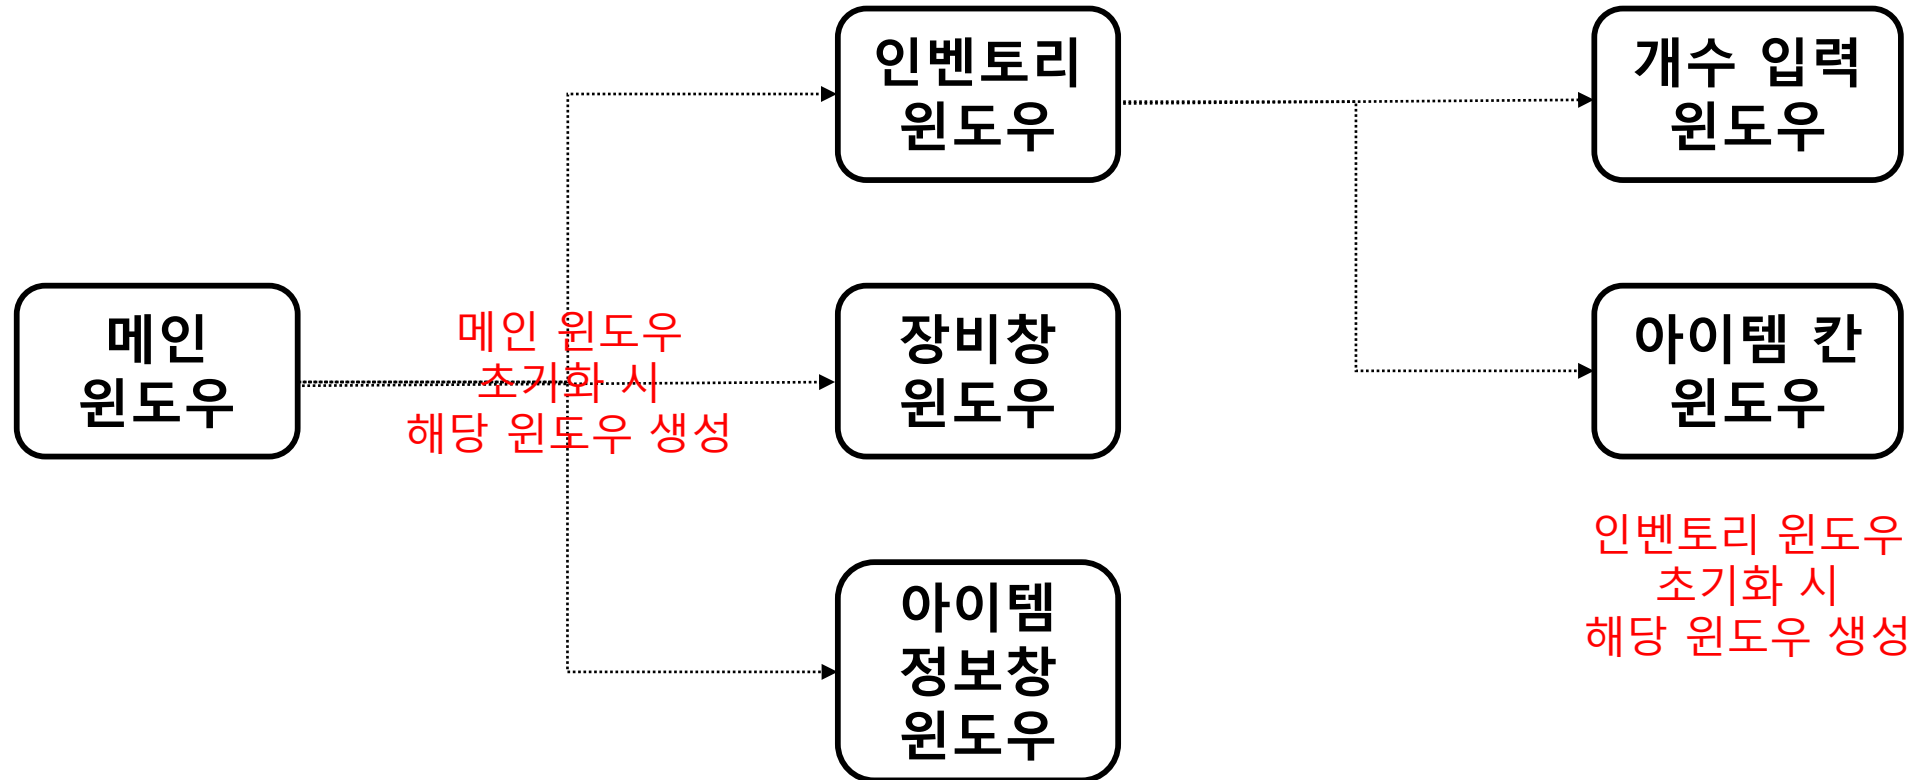 인벤토리
윈도우
개수 입력
윈도우
메인
윈도우
메인 윈도우
초기화 시
해당 윈도우 생성
장비창
윈도우
아이템 칸
윈도우
인벤토리 윈도우
초기화 시
해당 윈도우 생성
아이템
정보창
윈도우